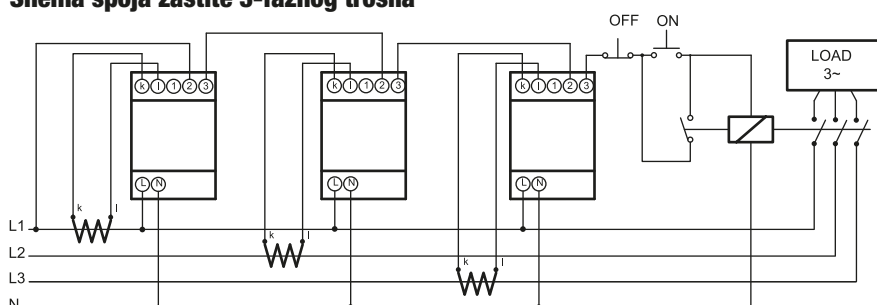 Shema spoja zaštite 3-faznog trošila
OFF ON
LOAD
3~
k l 1 2 3
k l 1 2 3
k l 1 2 3
L N
L N
L N
k l
L1
k l
L2
k l
L3
N